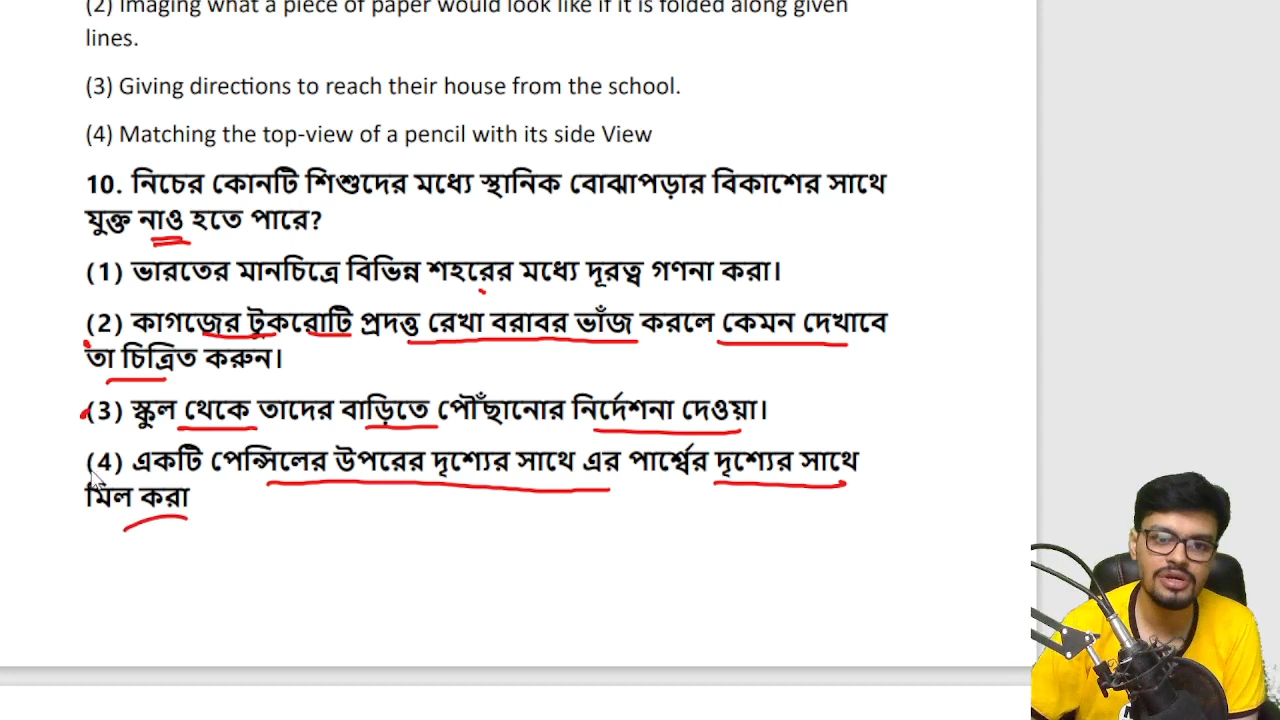 (2) Imaging what a piece of paper would look like if it is folded along given
lines.
(3) Giving directions to reach their house from the school.
(4) Matching the top-view of a pencil with its side View
10. নিচের কোনটি শিশুদের মধ্যে স্থানিক বোঝাপড়ার বিকাশের সাথে
যুক্ত নাও হতে পারে?
(1) ভারতের মানচিত্রে বিভিন্ন শহরের মধ্যে দূরত্ব গণনা করা।
(2) কাগজের টুকরোটি প্রদত্ত রেখা বরাবর ভাঁজ করলে কেমন দেখাবে
তা চিত্রিত করুন।
(3) স্কুল থেকে তাদের বাড়িতে পৌঁছানোর নির্দেশনা দেওয়া।
(4) একটি পেন্সিলের উপরের দৃশ্যের সাথে এর পার্শ্বের দৃশ্যের সাথে
মিল করা